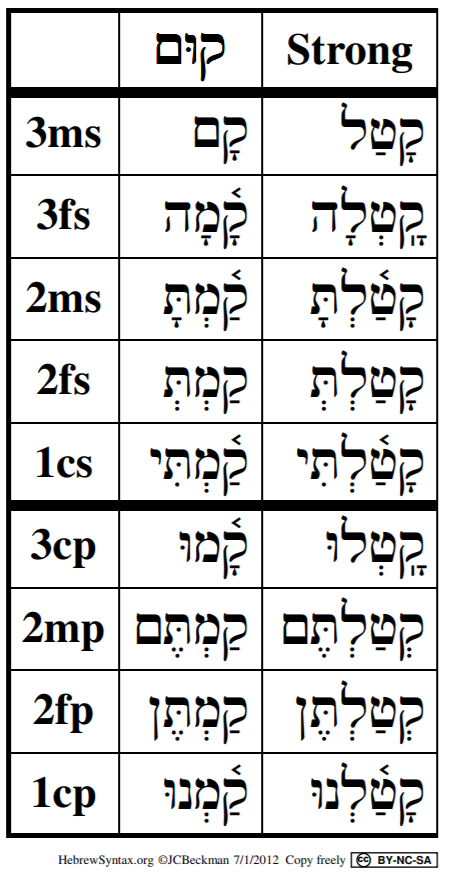 קוּם Strong
3ms קָם קָטַל
3fs קָ֫מָה קָֽטְלָה
2ms קַ֫מְתָּ קָטַ֫לְתָּ
2fs קַמְתְּ קָטַלְתְּ
1cs קַ֫מְתִּי קָטַ֫לְתִּי
3cp קָ֫מוּ קָֽטְלוּ
2mp קַמְתֶּם קְטַלְתֶּם
2fp קַמְתֶּן קְטַלְתֶּן
1cp קַ֫מְנוּ קָטַ֫לְנוּ
HebrewSyntax.org ©JCBeckman 7/1/2012 Copy freely cc BY-NC-SA